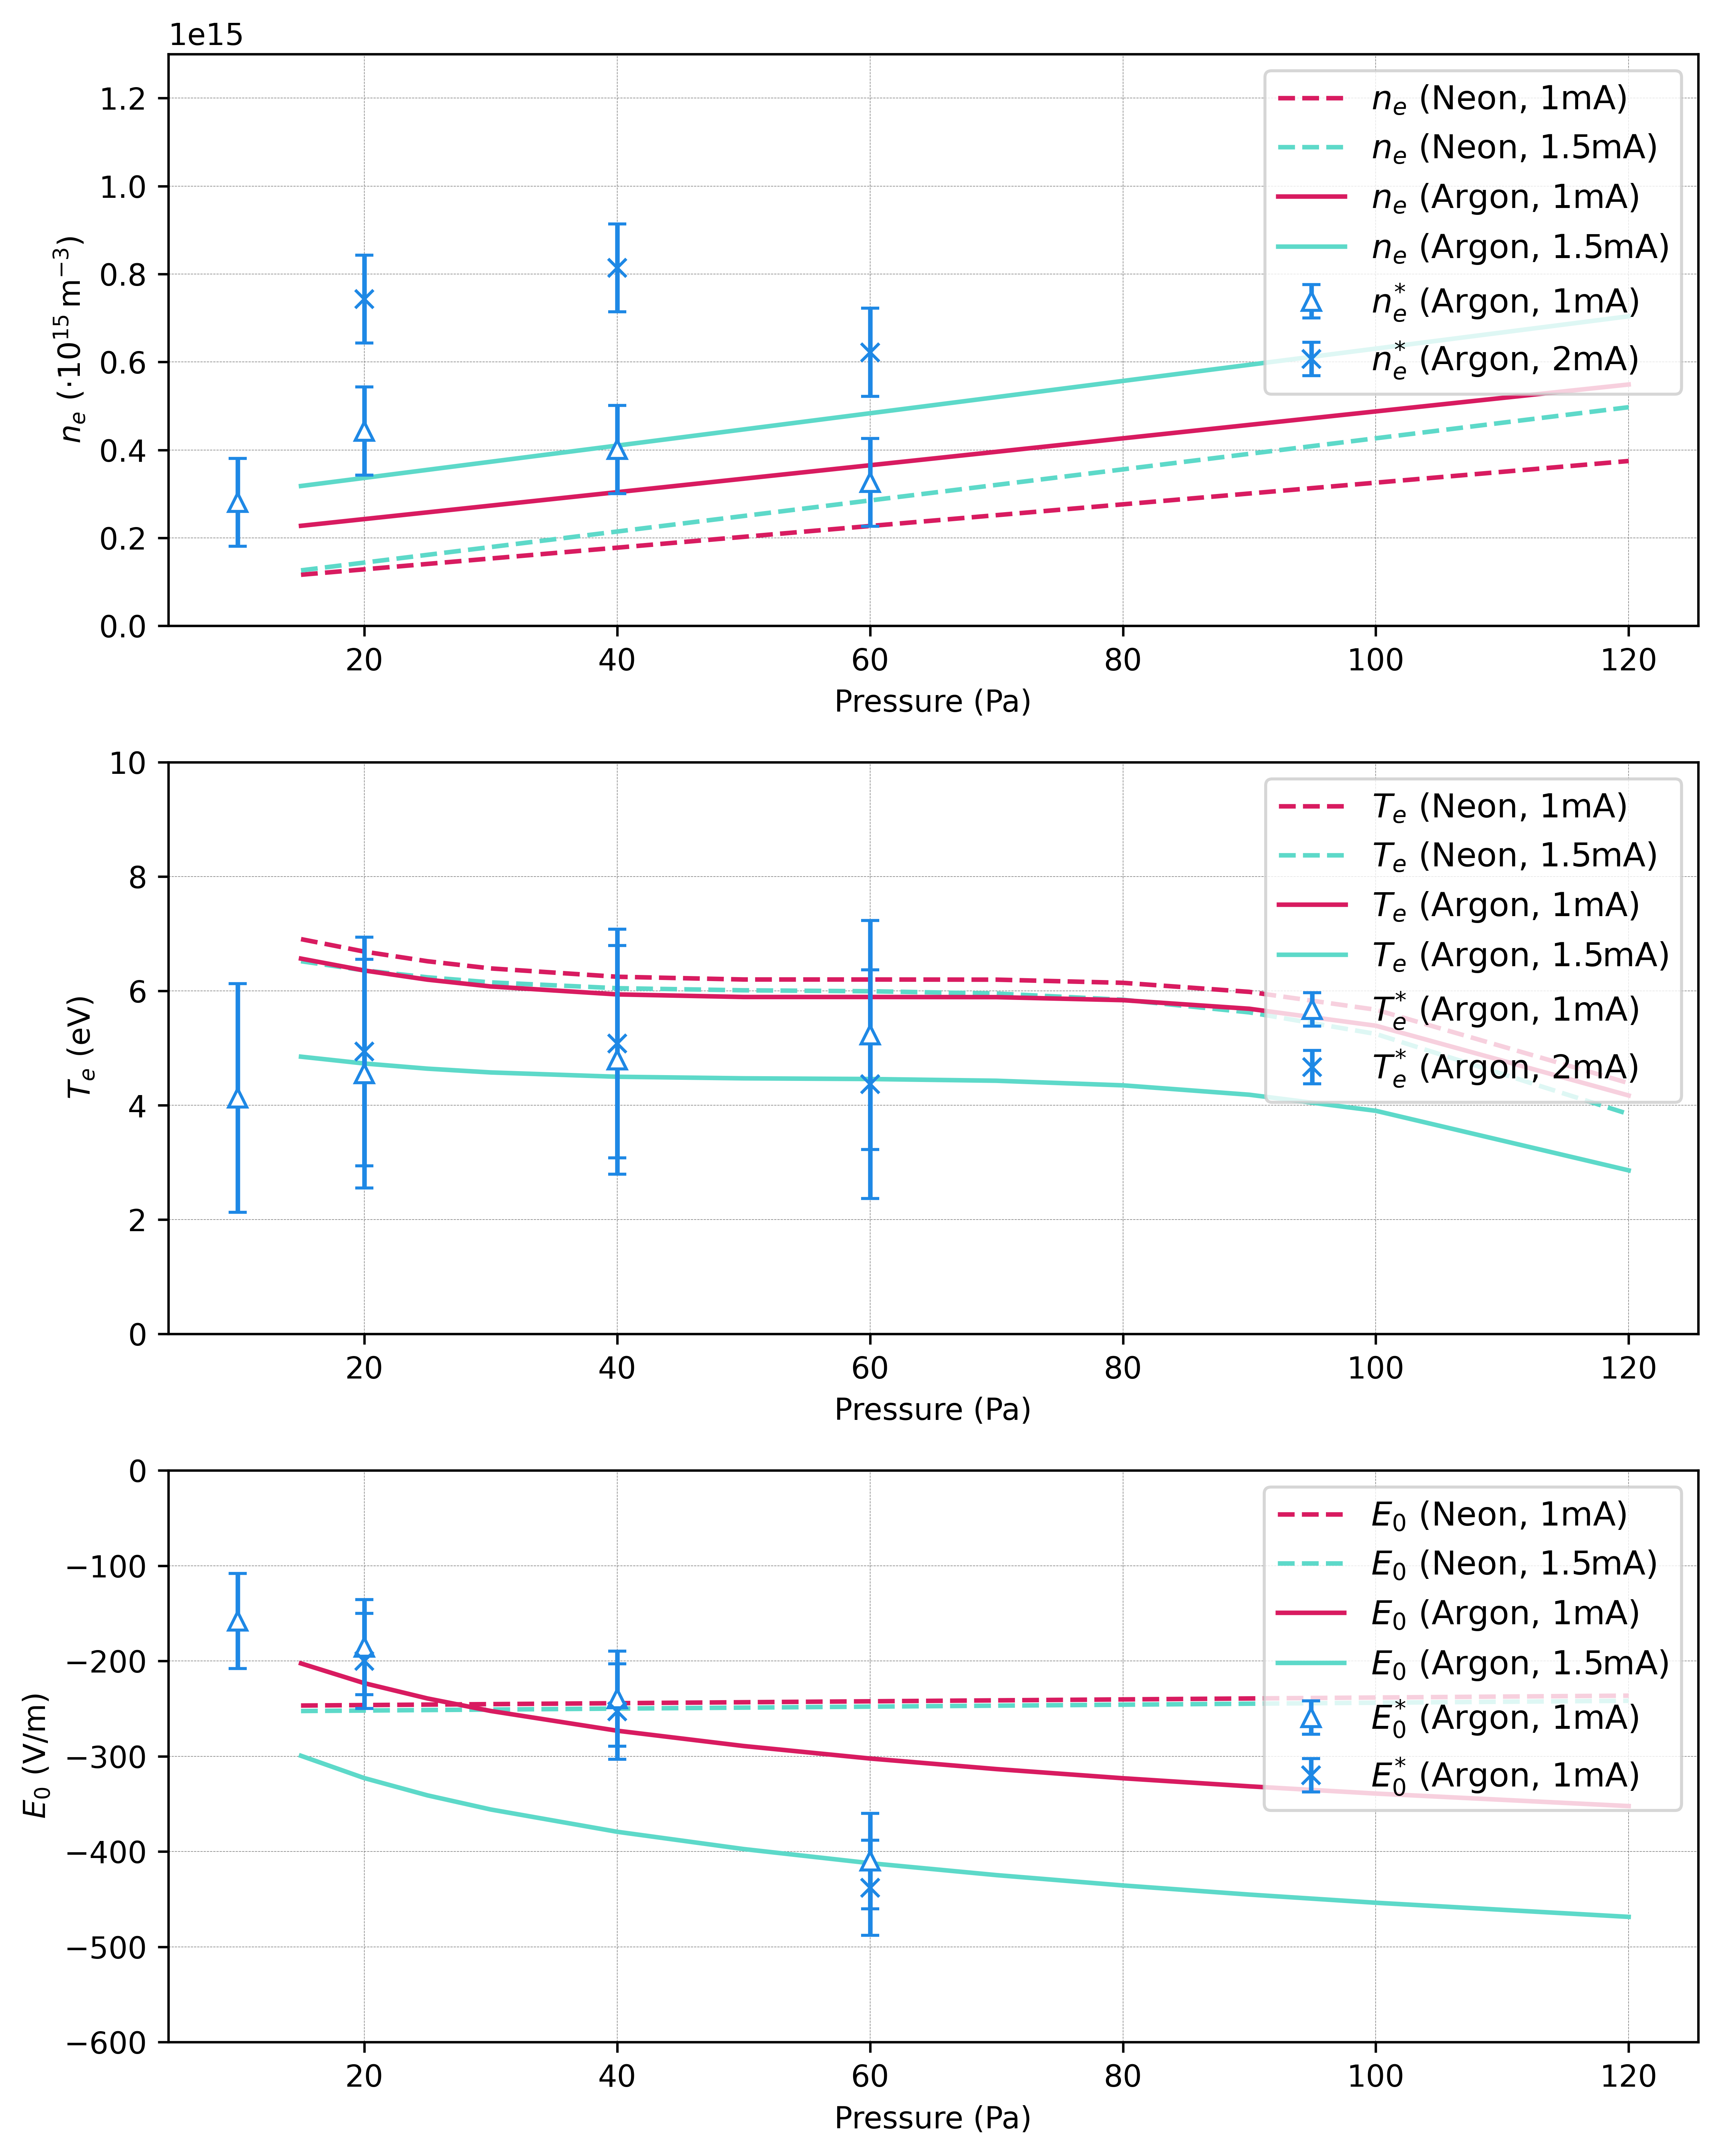 1e15
1.2
1.0
0.8
0.6
0.4
0.2
0.0
n_e (·10^15 m^−3)
20 40 60 80 100 120
Pressure (Pa)
n_e (Neon, 1mA)
n_e (Neon, 1.5mA)
n_e (Argon, 1mA)
n_e (Argon, 1.5mA)
n_e^* (Argon, 1mA)
n_e^* (Argon, 2mA)
10
8
6
4
2
0
T_e (eV)
20 40 60 80 100 120
Pressure (Pa)
T_e (Neon, 1mA)
T_e (Neon, 1.5mA)
T_e (Argon, 1mA)
T_e (Argon, 1.5mA)
T_e^* (Argon, 1mA)
T_e^* (Argon, 2mA)
0
−100
−200
−300
−400
−500
−600
E_0 (V/m)
20 40 60 80 100 120
Pressure (Pa)
E_0 (Neon, 1mA)
E_0 (Neon, 1.5mA)
E_0 (Argon, 1mA)
E_0 (Argon, 1.5mA)
E_0^* (Argon, 1mA)
E_0^* (Argon, 1mA)